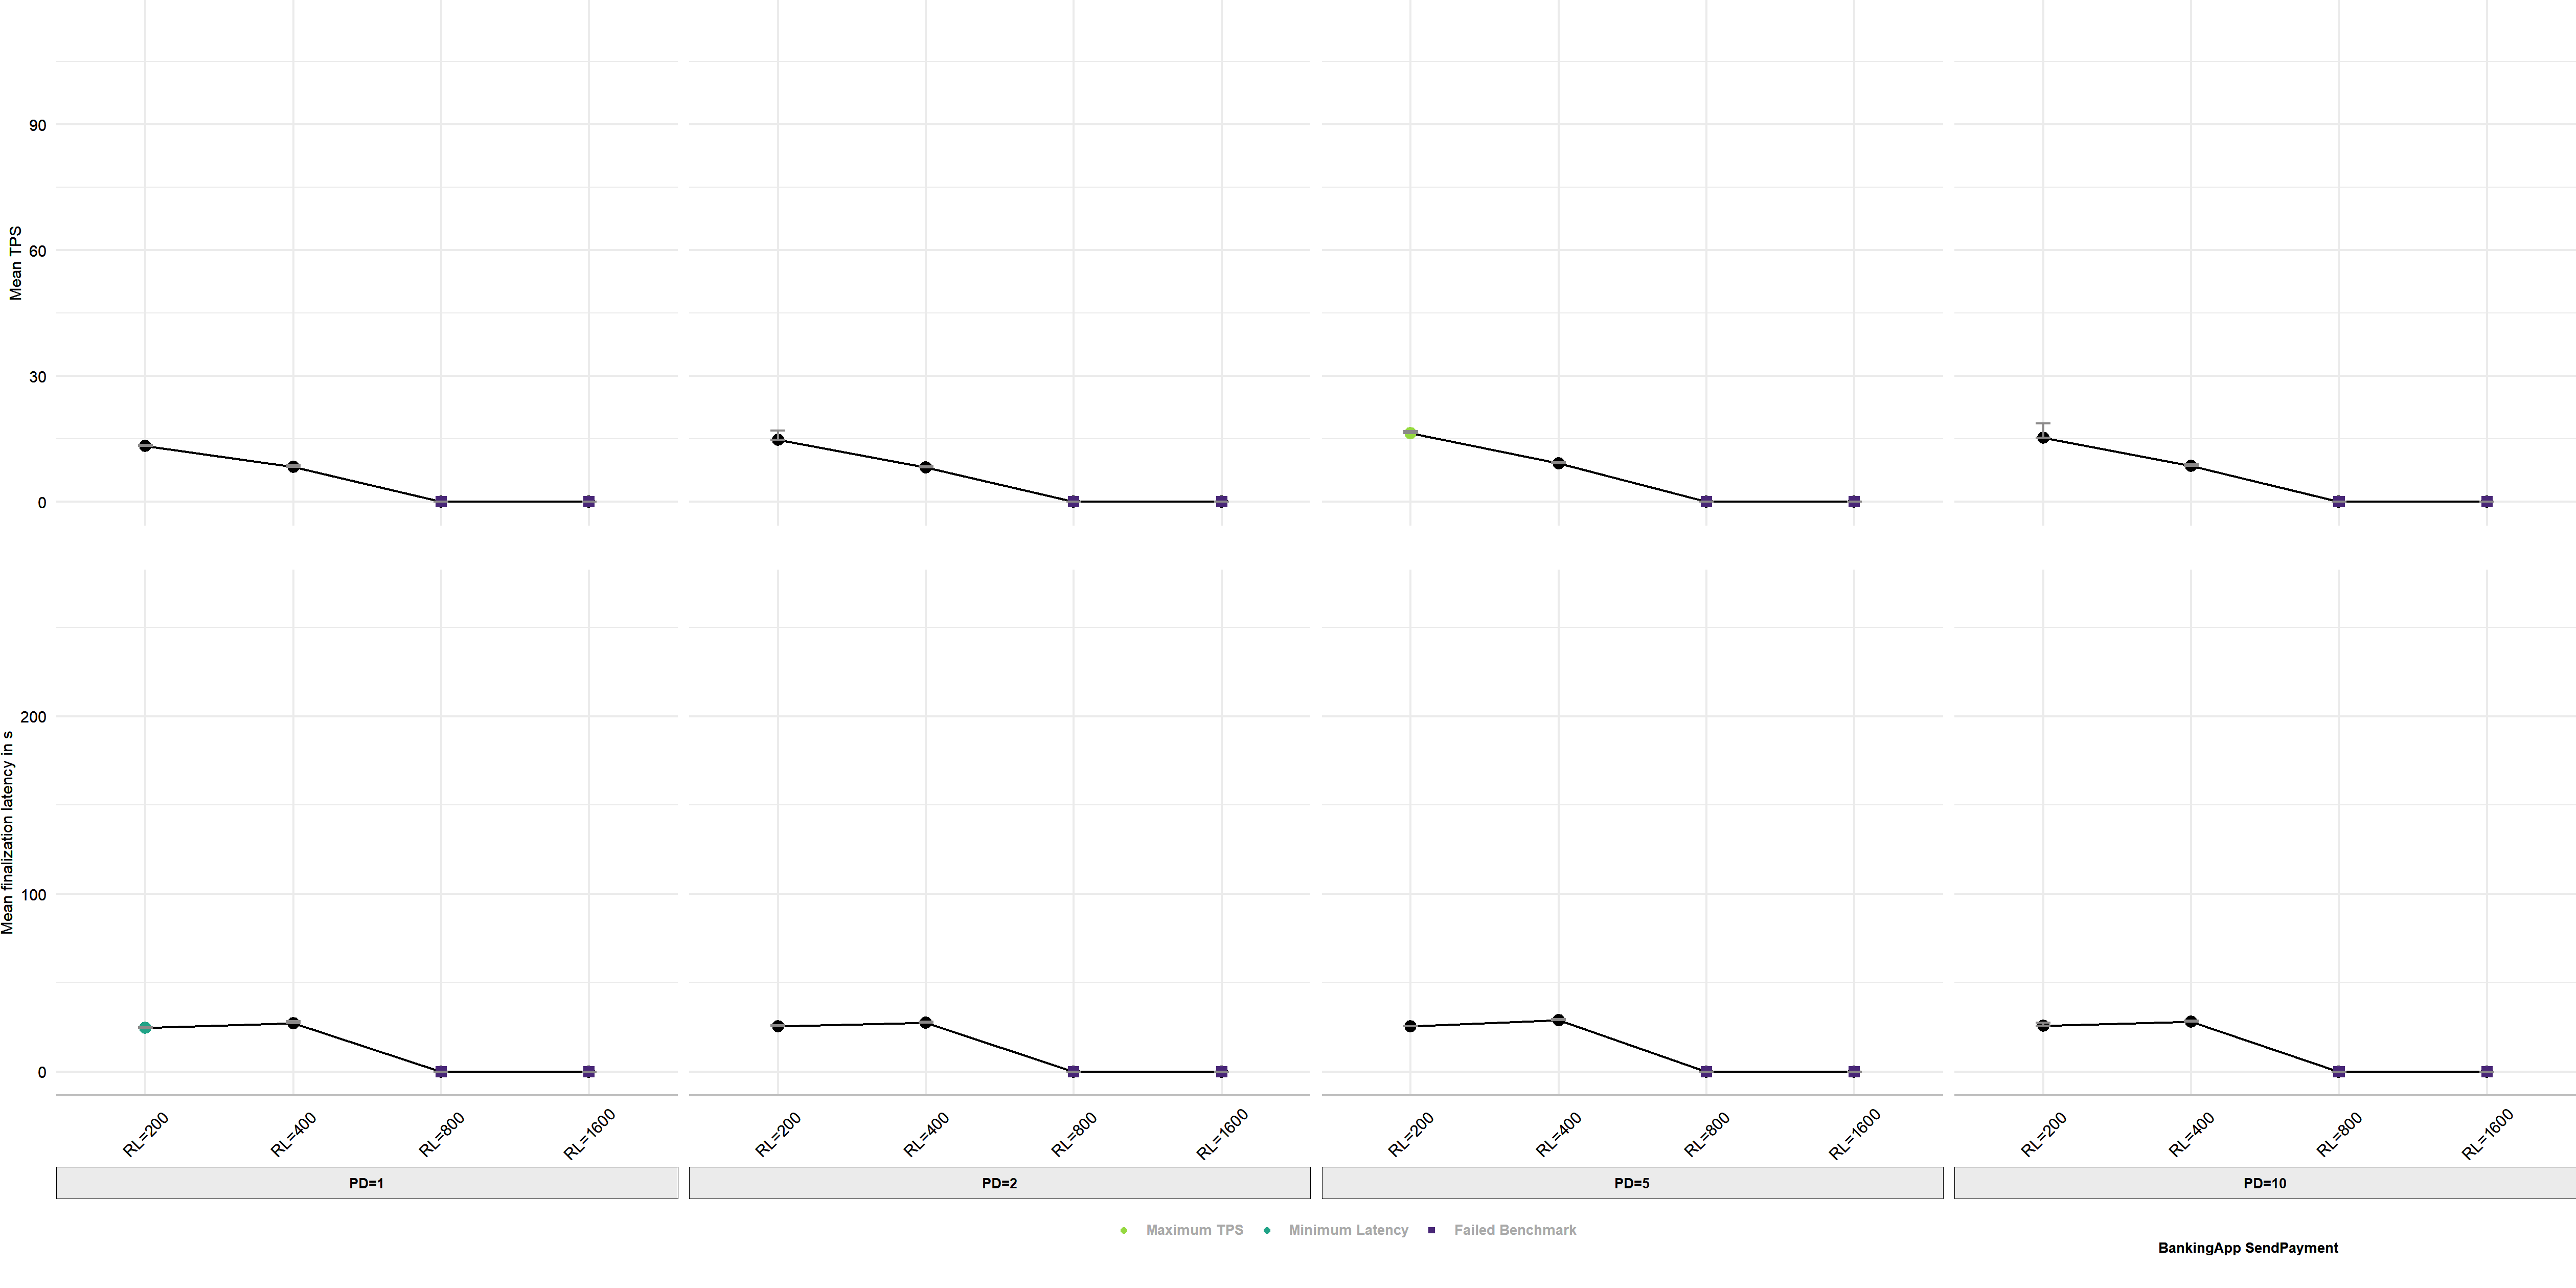 Mean TPS
90
60
30
0
Mean finalization latency in s
200
100
0
RL=200 RL=400 RL=800 RL=1600 RL=200 RL=400 RL=800 RL=1600 RL=200 RL=400 RL=800 RL=1600 RL=200 RL=400 RL=800 RL=1600
PD=1 PD=2 PD=5 PD=10
Maximum TPS Minimum Latency Failed Benchmark
BankingApp SendPayment